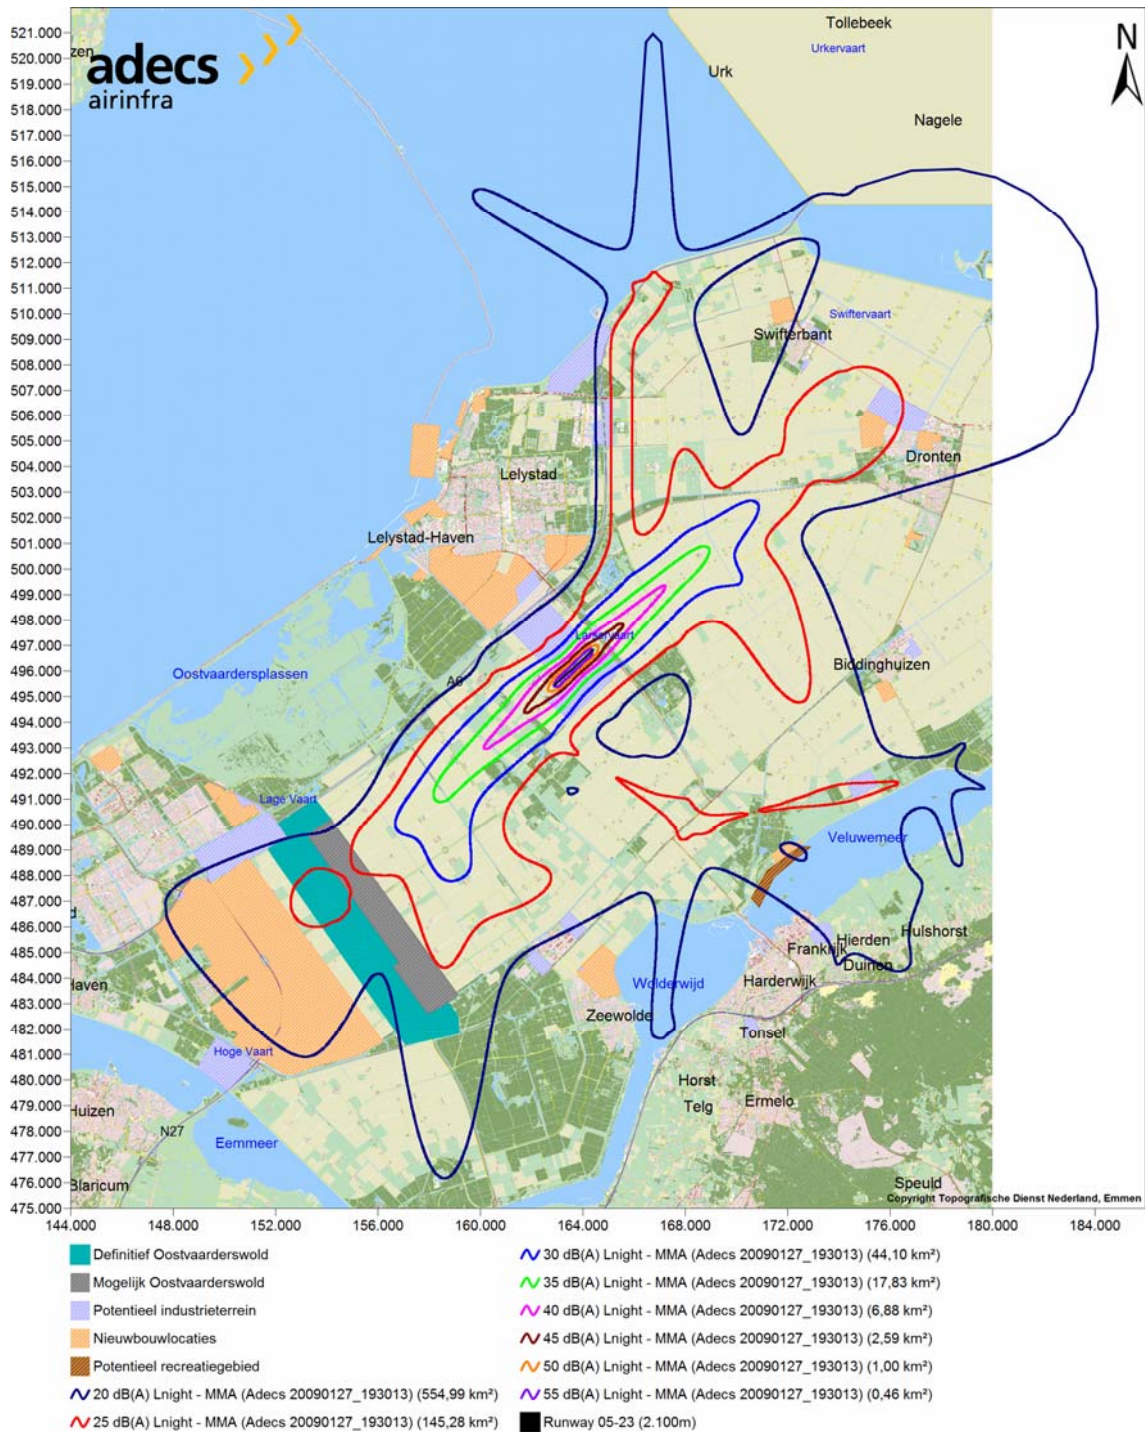 521.000
520.000
519.000
518.000
517.000
516.000
515.000
514.000
513.000
512.000
511.000
510.000
509.000
508.000
507.000
506.000
505.000
504.000
503.000
502.000
501.000
500.000
499.000
498.000
497.000
496.000
495.000
494.000
493.000
492.000
491.000
490.000
489.000
488.000
487.000
486.000
485.000
484.000
483.000
482.000
481.000
480.000
479.000
478.000
477.000
476.000
475.000
zen
adecs
airinfra
N
Tollebeek
Urkervaart
Urk
Nagele
Swiftervaart
Swifterbant
Dronten
Lelystad
Lelystad-Haven
Larservaart
Biddinghuizen
Oostvaardersplassen
A6
Lage Vaart
Veluwemeer
d
Hulshorst
Hierden
Frankrijk
Duinen
Haven
Wolderwijd
Harderwijk
Zeewolde
Tonsel
Hoge Vaart
Horst
Ermelo
Telg
Huizen
N27
Eemmeer
Blaricum
Speuld
Copyright Topografische Dienst Nederland, Emmen
144.000 148.000 152.000 156.000 160.000 164.000 168.000 172.000 176.000 180.000 184.000
Definitief Oostvaarderswold
Mogelijk Oostvaarderswold
Potentieel industrieterrein
Nieuwbouwlocaties
Potentieel recreatiegebied
20 dB(A) Lnight - MMA (Adecs 20090127_193013) (554,99 km²)
25 dB(A) Lnight - MMA (Adecs 20090127_193013) (145,28 km²)
30 dB(A) Lnight - MMA (Adecs 20090127_193013) (44,10 km²)
35 dB(A) Lnight - MMA (Adecs 20090127_193013) (17,83 km²)
40 dB(A) Lnight - MMA (Adecs 20090127_193013) (6,88 km²)
45 dB(A) Lnight - MMA (Adecs 20090127_193013) (2,59 km²)
50 dB(A) Lnight - MMA (Adecs 20090127_193013) (1,00 km²)
55 dB(A) Lnight - MMA (Adecs 20090127_193013) (0,46 km²)
Runway 05-23 (2.100m)